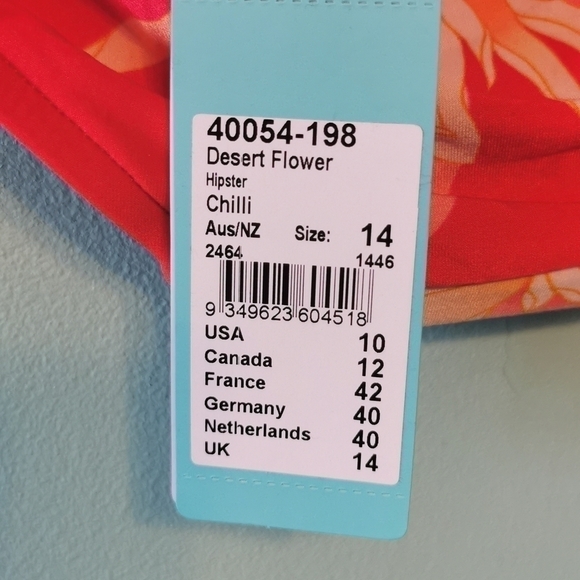 40054-198
Desert Flower
Hipster
Chilli
Aus/NZ Size: 14
2464 1446
9 349623 604518
USA 10
Canada 12
France 42
Germany 40
Netherlands 40
UK 14